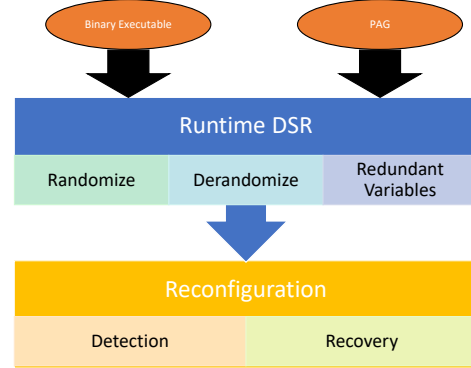 Binary Executable
PAG
Runtime DSR
Randomize
Derandomize
Redundant
Variables
Reconfiguration
Detection
Recovery